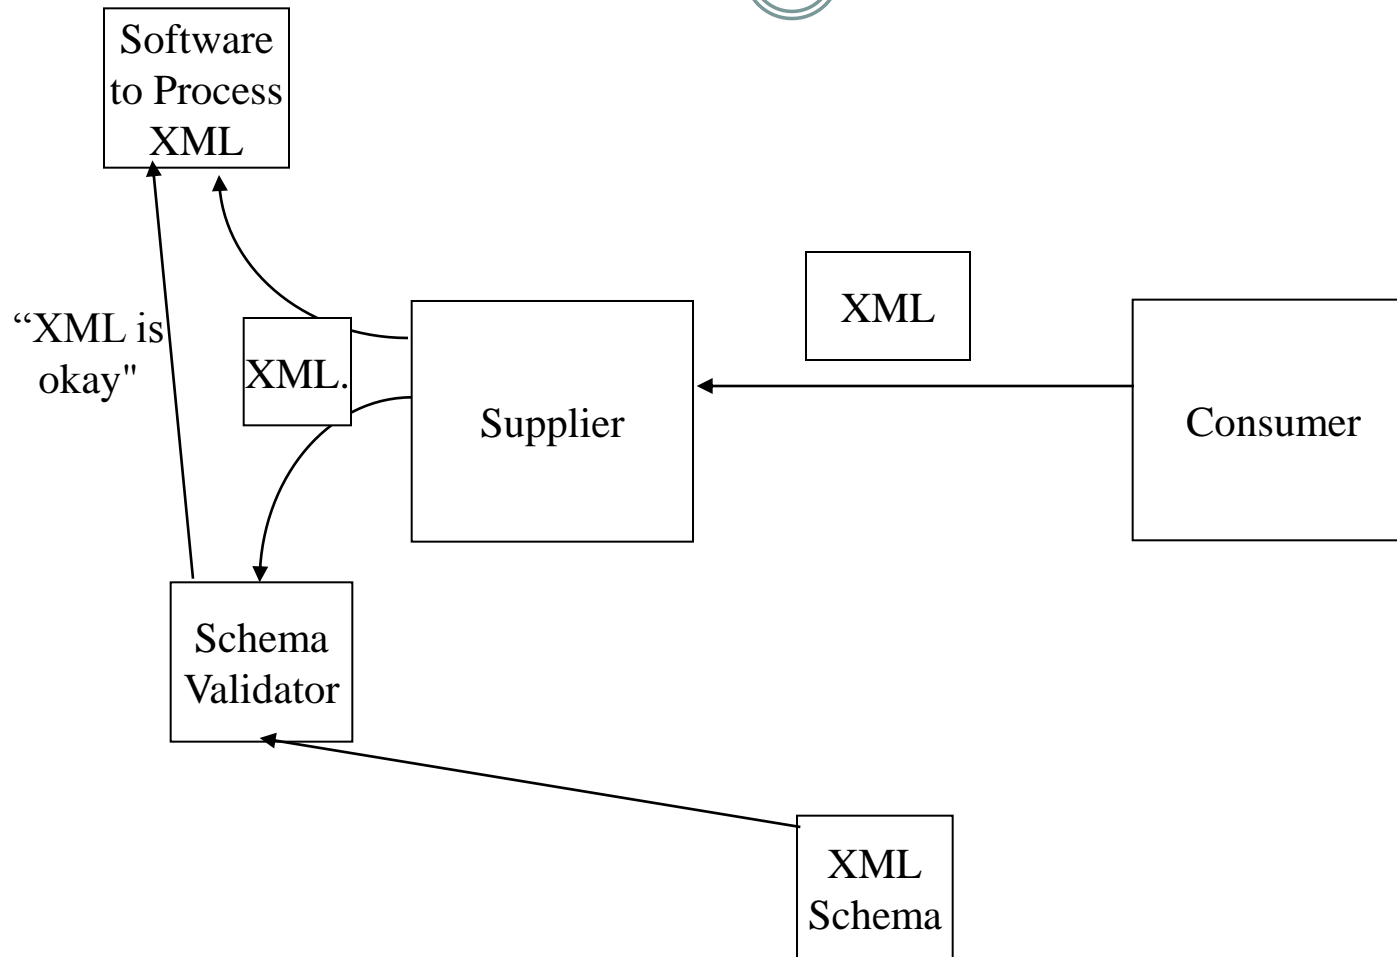 Software
to Process
XML
“XML is
okay"
XML.
Supplier
XML
Consumer
Schema
Validator
XML
Schema